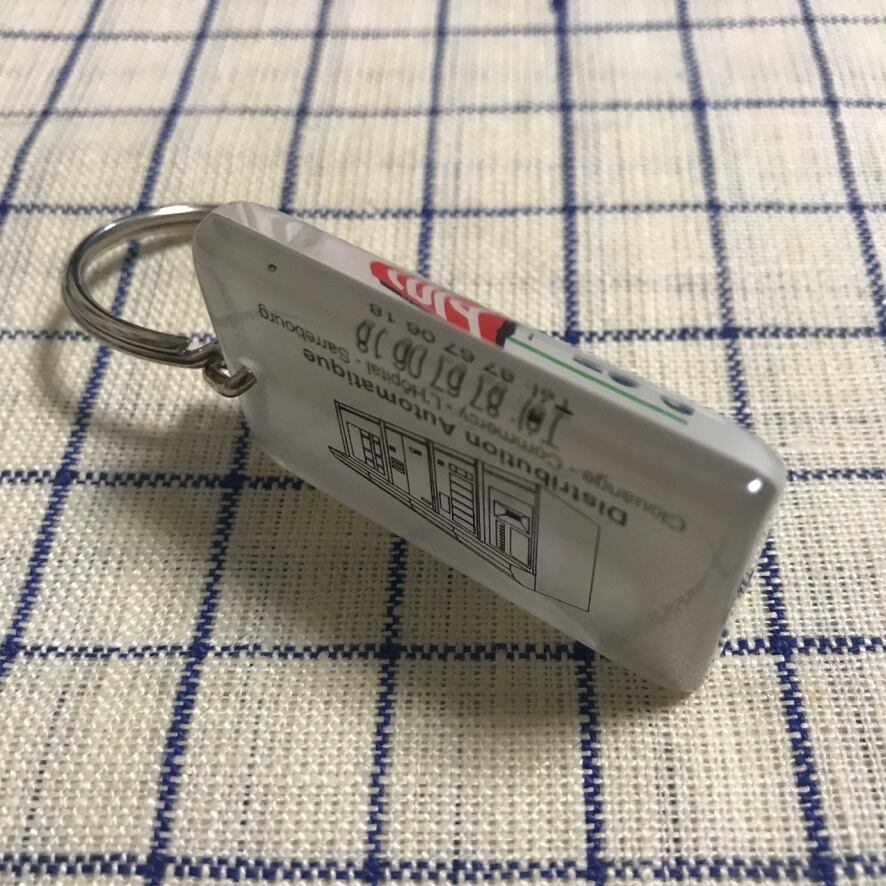 Distribution Automatique
Clouange - Commercy - L'Hôpital - Sarrebourg
Tél. 87 67 06 18